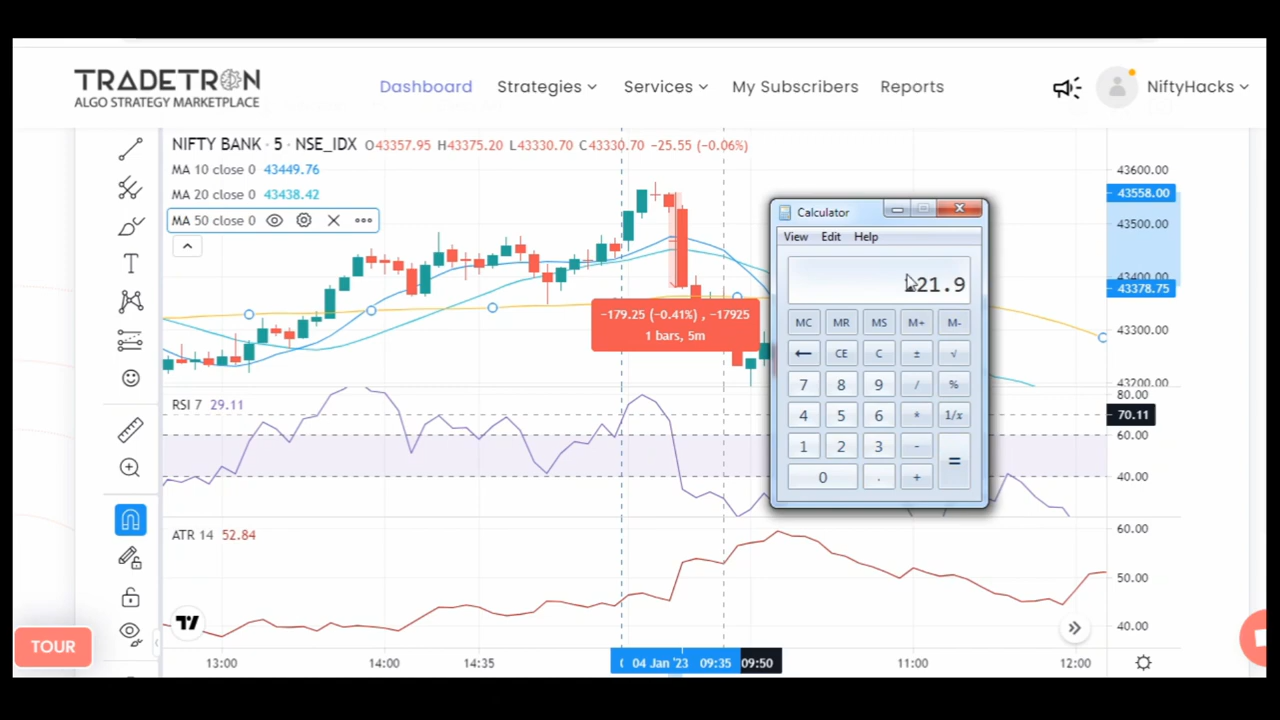 TRADETRON
ALGO STRATEGY MARKETPLACE
Dashboard Strategies Services My Subscribers Reports NiftyHacks
NIFTY BANK · 5 · NSE_IDX O43357.95 H43375.20 L43330.70 C43330.70 −25.55 (−0.06%)
MA 10 close 0 43449.76
MA 20 close 0 43438.42
MA 50 close 0
43600.00
43558.00
43500.00
43400.00
43378.75
43300.00
43200.00
−179.25 (−0.41%) , −17925
1 bars, 5m
Calculator
View Edit Help
21.9
MC MR MS M+ M-
← CE C ± √
7 8 9 / %
4 5 6 * 1/x
1 2 3 - =
0 . +
RSI 7 29.11
80.00
70.11
60.00
40.00
ATR 14 52.84
60.00
50.00
40.00
TOUR
13:00 14:00 14:35 04 Jan '23 09:35 09:50 11:00 12:00